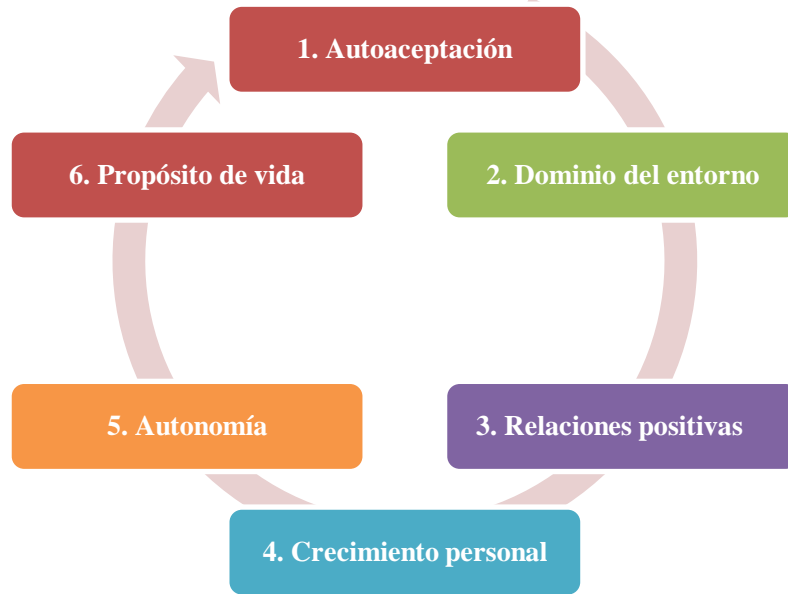 1. Autoaceptación
2. Dominio del entorno
3. Relaciones positivas
4. Crecimiento personal
5. Autonomía
6. Propósito de vida